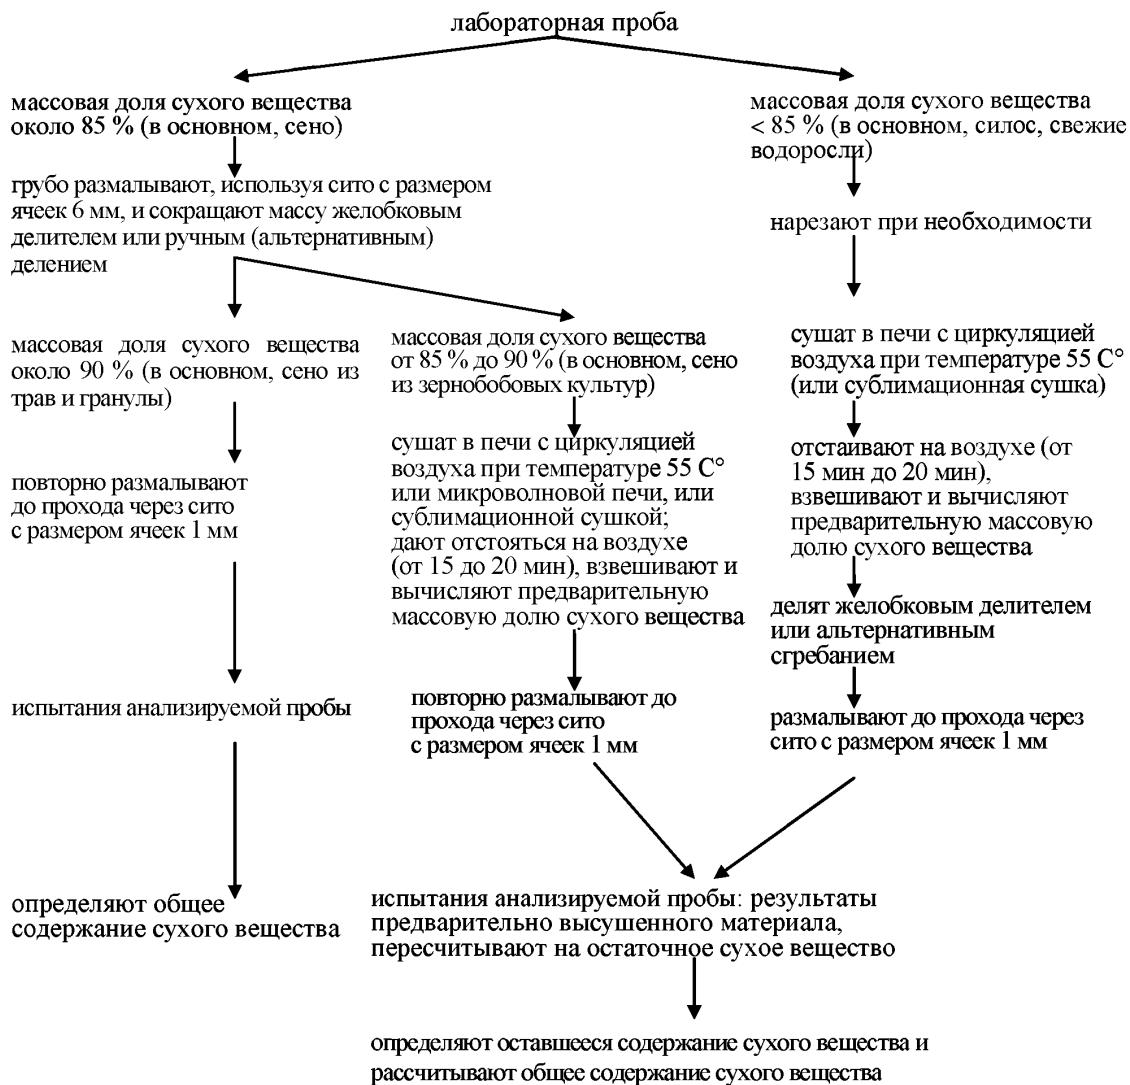 лабораторная проба
массовая доля сухого вещества
около 85 % (в основном, сено)
грубо размалывают, используя сито с размером
ячеек 6 мм, и сокращают массу желобковым
делителем или ручным (альтернативным)
делением
массовая доля сухого вещества
около 90 % (в основном, сено из
трав и гранулы)
повторно размалывают
до прохода через сито
с размером ячеек 1 мм
испытания анализируемой пробы
определяют общее
содержание сухого вещества
массовая доля сухого вещества
от 85 % до 90 % (в основном, сено
из зернобобовых культур)
сушат в печи с циркуляцией
воздуха при температуре 55 С°
или микроволновой печи, или
сублимационной сушкой;
дают отстояться на воздухе
(от 15 до 20 мин), взвешивают и
вычисляют предварительную
массовую долю сухого вещества
повторно размалывают до
прохода через сито
с размером ячеек 1 мм
массовая доля сухого вещества
< 85 % (в основном, силос, свежие
водоросли)
нарезают при необходимости
сушат в печи с циркуляцией
воздуха при температуре 55 С°
(или сублимационная сушка)
отстаивают на воздухе (от
15 мин до 20 мин),
взвешивают и вычисляют
предварительную массовую
долю сухого вещества
делят желобковым делителем
или альтернативным
сгребанием
размалывают до прохода через
сито с размером ячеек 1 мм
испытания анализируемой пробы: результаты
предварительно высушенного материала,
пересчитывают на остаточное сухое вещество
определяют оставшееся содержание сухого вещества и
рассчитывают общее содержание сухого вещества